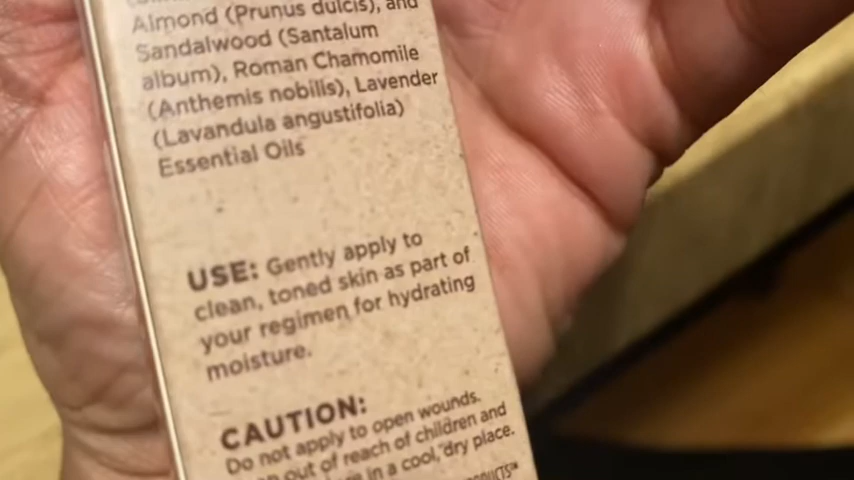 Almond (Prunus dulcis), and
Sandalwood (Santalum
album), Roman Chamomile
(Anthemis nobilis), Lavender
(Lavandula angustifolia)
Essential Oils
USE: Gently apply to
clean, toned skin as part of
your regimen for hydrating
moisture.
CAUTION:
Do not apply to open wounds.
out of reach of children and
in a cool, dry place.